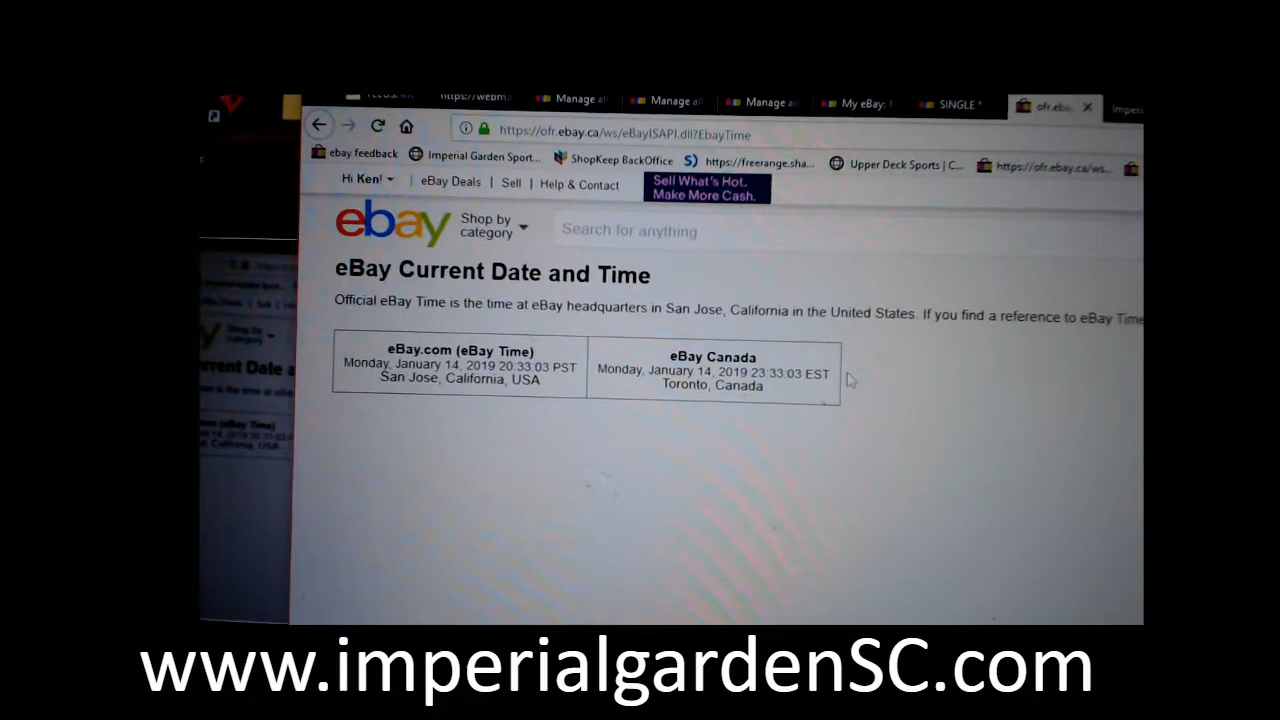 Manage all
Manage all
Manage all
My eBay:
SINGLE *
ofr.eba
https://ofr.ebay.ca/ws/eBayISAPI.dll?EbayTime
ebay feedback
Imperial Garden Sport...
ShopKeep BackOffice
https://freerange.sha...
Upper Deck Sports | C...
https://ofr.ebay.ca/ws...
Hi Ken!
eBay Deals
Sell
Help & Contact
Sell What's Hot.
Make More Cash.
ebay
Shop by
category
Search for anything
eBay Current Date and Time
Official eBay Time is the time at eBay headquarters in San Jose, California in the United States. If you find a reference to eBay Time
eBay.com (eBay Time)
Monday, January 14, 2019 20:33:03 PST
San Jose, California, USA
eBay Canada
Monday, January 14, 2019 23:33:03 EST
Toronto, Canada
www.imperialgardenSC.com